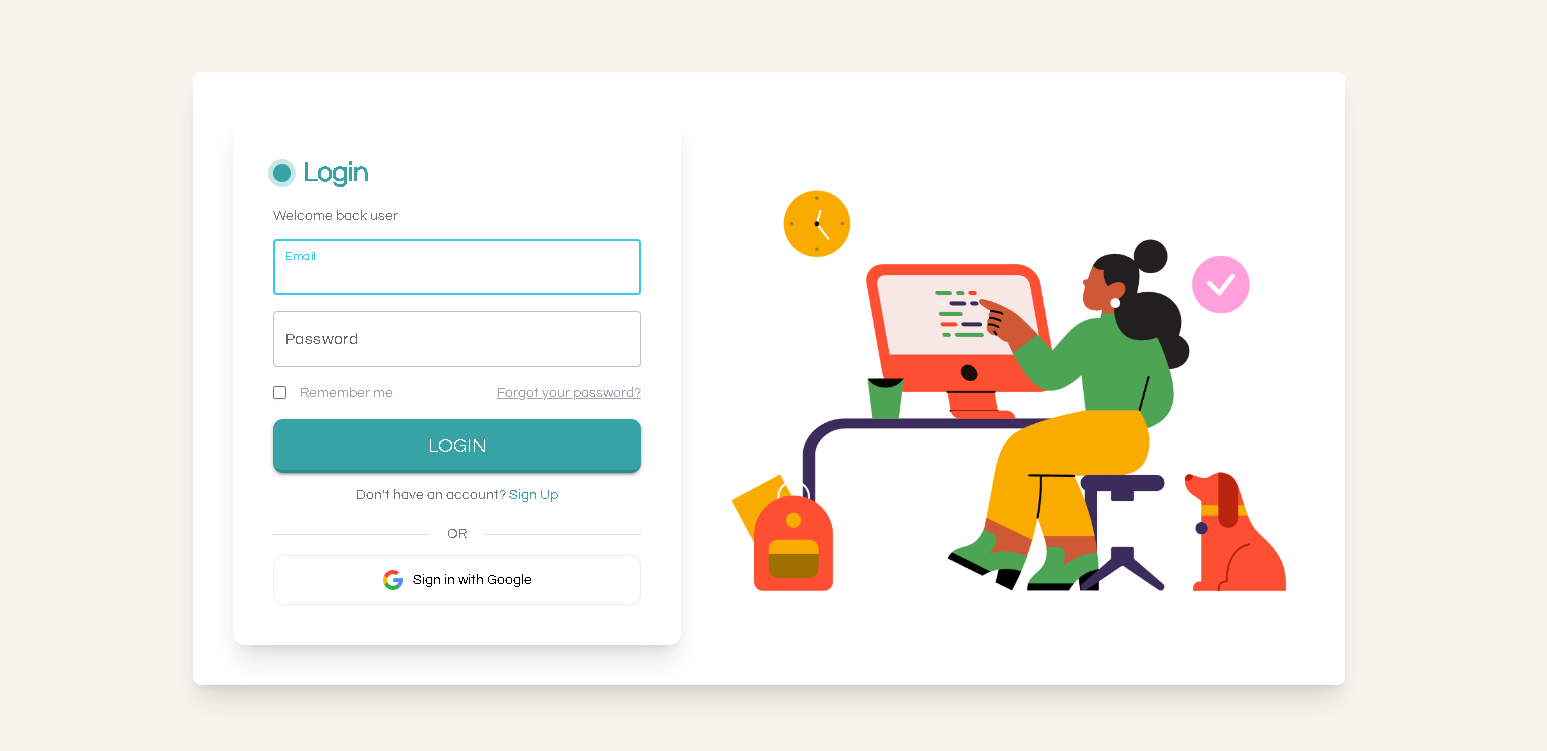 Login
Welcome back user
Email
Password
Remember me Forgot your password?
LOGIN
Don't have an account? Sign Up
OR
Sign in with Google